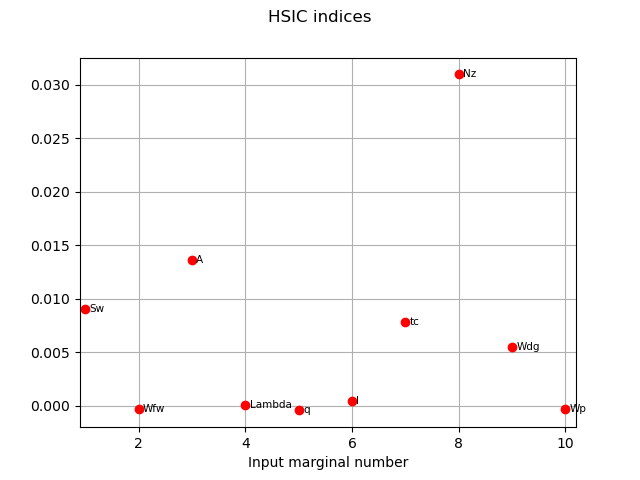 HSIC indices
0.030
0.025
0.020
0.015
0.010
0.005
0.000
Nz
A
Sw
tc
Wdg
Wfw
Lambda
q
l
Wp
2 4 6 8 10
Input marginal number